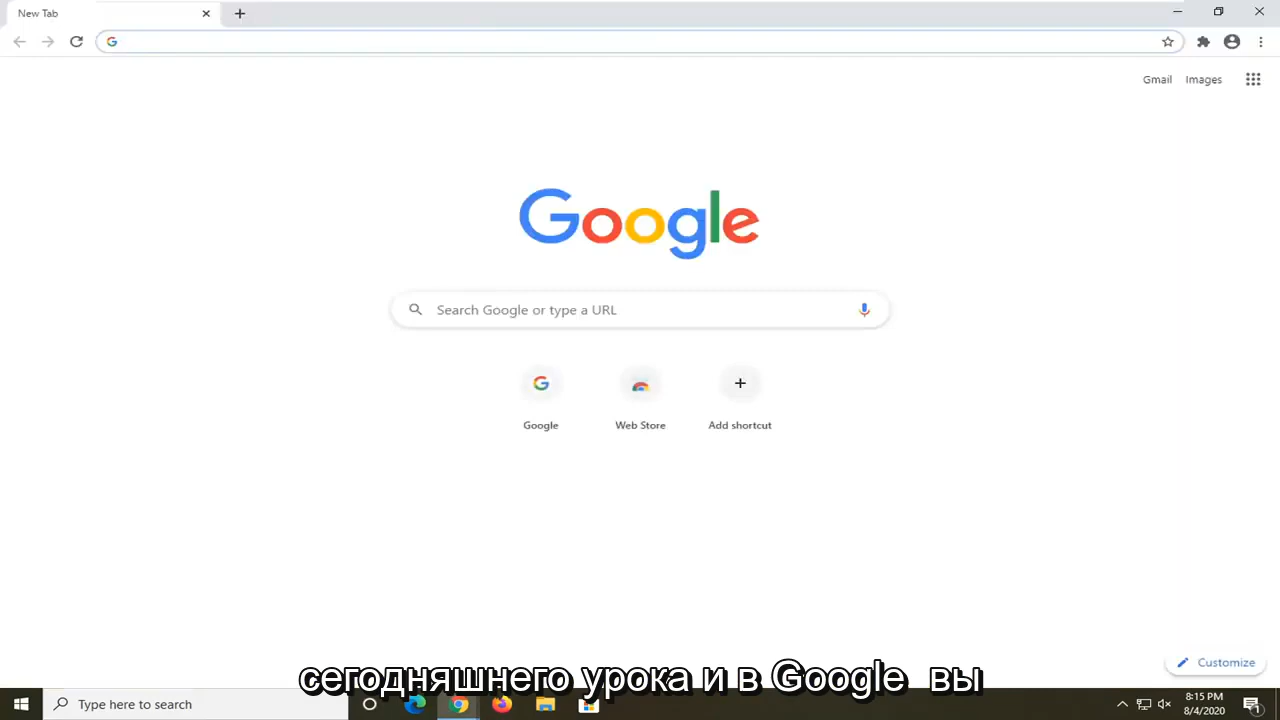 New Tab
Gmail Images
Google
Search Google or type a URL
Google Web Store Add shortcut
Customize
сегодняшнего урока и в Google вы
Type here to search
8:15 PM
8/4/2020
1